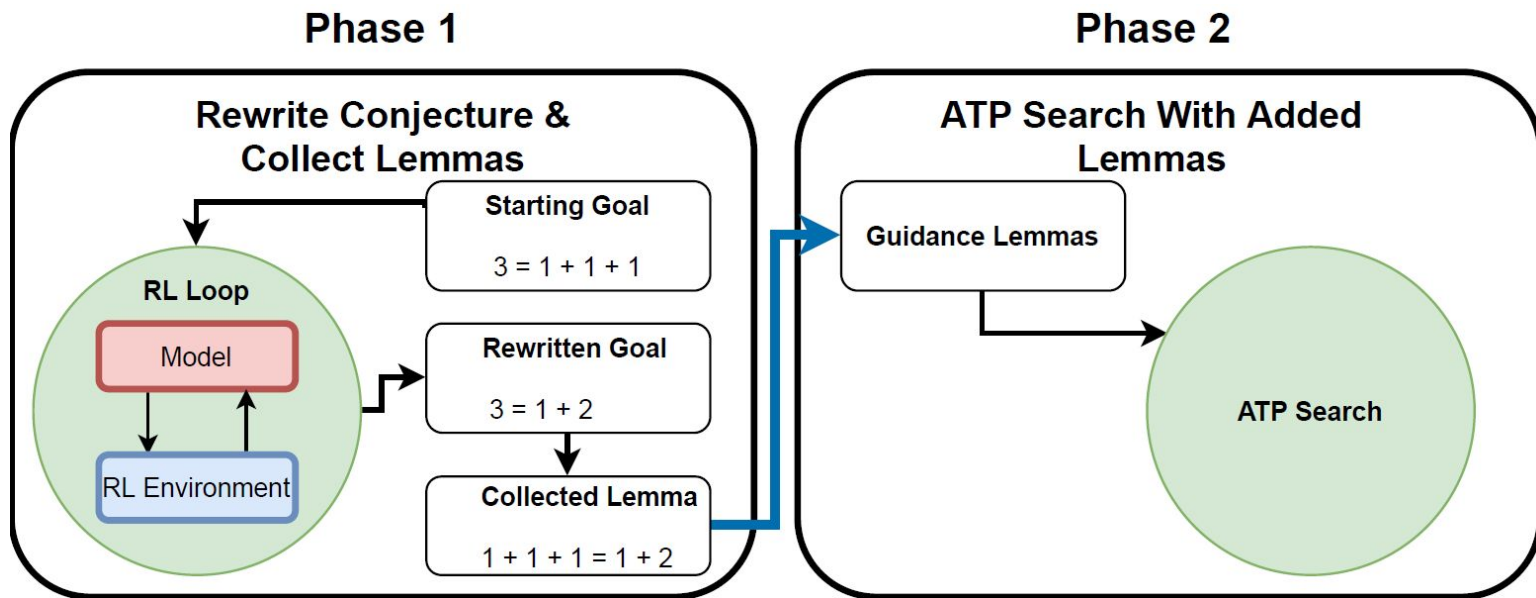 Phase 1
Rewrite Conjecture &
Collect Lemmas
Starting Goal
3 = 1 + 1 + 1
RL Loop
Model
RL Environment
Rewritten Goal
3 = 1 + 2
Collected Lemma
1 + 1 + 1 = 1 + 2
Phase 2
ATP Search With Added
Lemmas
Guidance Lemmas
ATP Search